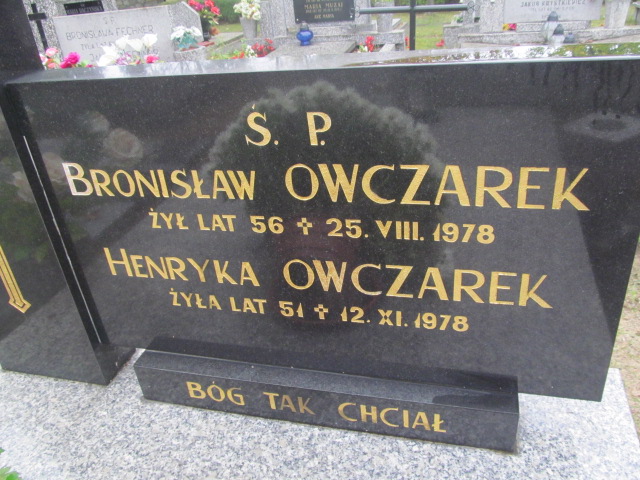 Ś. P.
BRONISŁAW OWCZAREK
ŻYŁ LAT 56 ✝ 25. VIII. 1978
HENRYKA OWCZAREK
ŻYŁA LAT 51 ✝ 12. XI. 1978
BÓG TAK CHCIAŁ